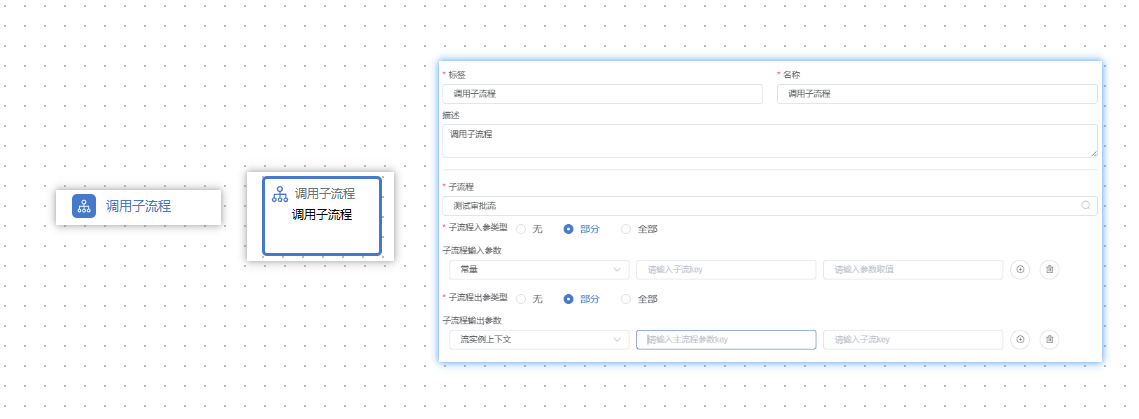 调用子流程
调用子流程
调用子流程
* 标签
调用子流程
* 名称
调用子流程
描述
调用子流程
* 子流程
测试审批流
* 子流程入参类型 无 部分 全部
子流程输入参数
常量 请输入子流key 请输入参数取值
* 子流程出参类型 无 部分 全部
子流程输出参数
流实例上下文 请输入主流程参数key 请输入子流key